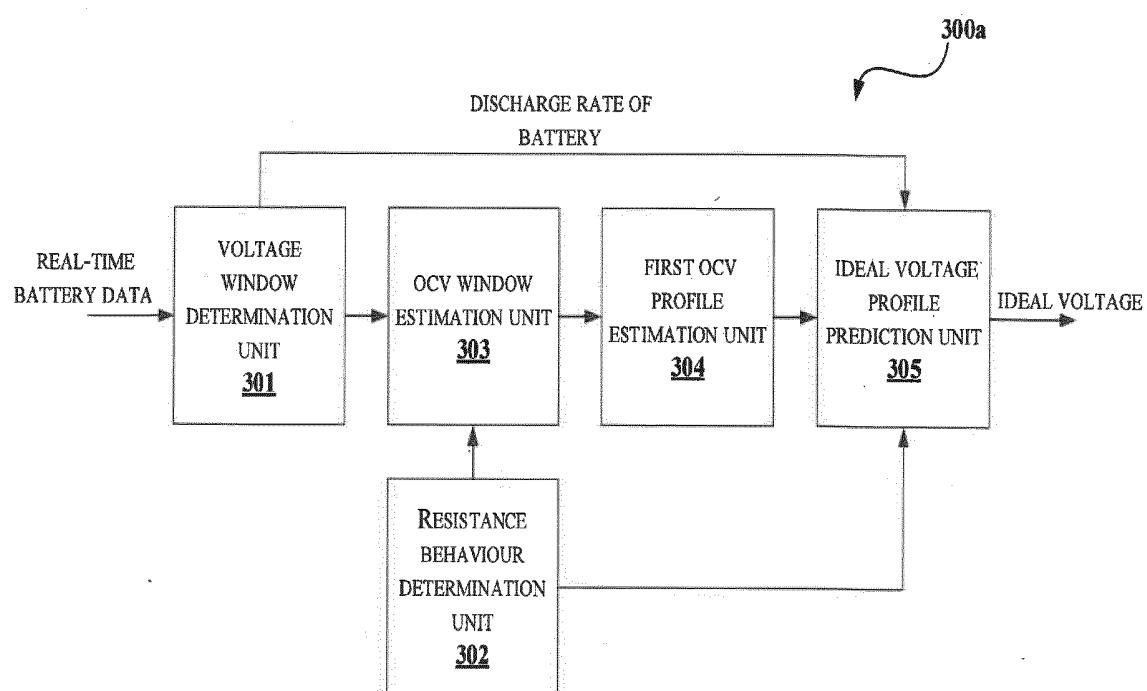 300a
DISCHARGE RATE OF
BATTERY
REAL-TIME
BATTERY DATA
VOLTAGE
WINDOW
DETERMINATION
UNIT
301
OCV WINDOW
ESTIMATION UNIT
303
FIRST OCV
PROFILE
ESTIMATION UNIT
304
IDEAL VOLTAGE
PROFILE
PREDICTION UNIT
305
IDEAL VOLTAGE
RESISTANCE
BEHAVIOUR
DETERMINATION
UNIT
302